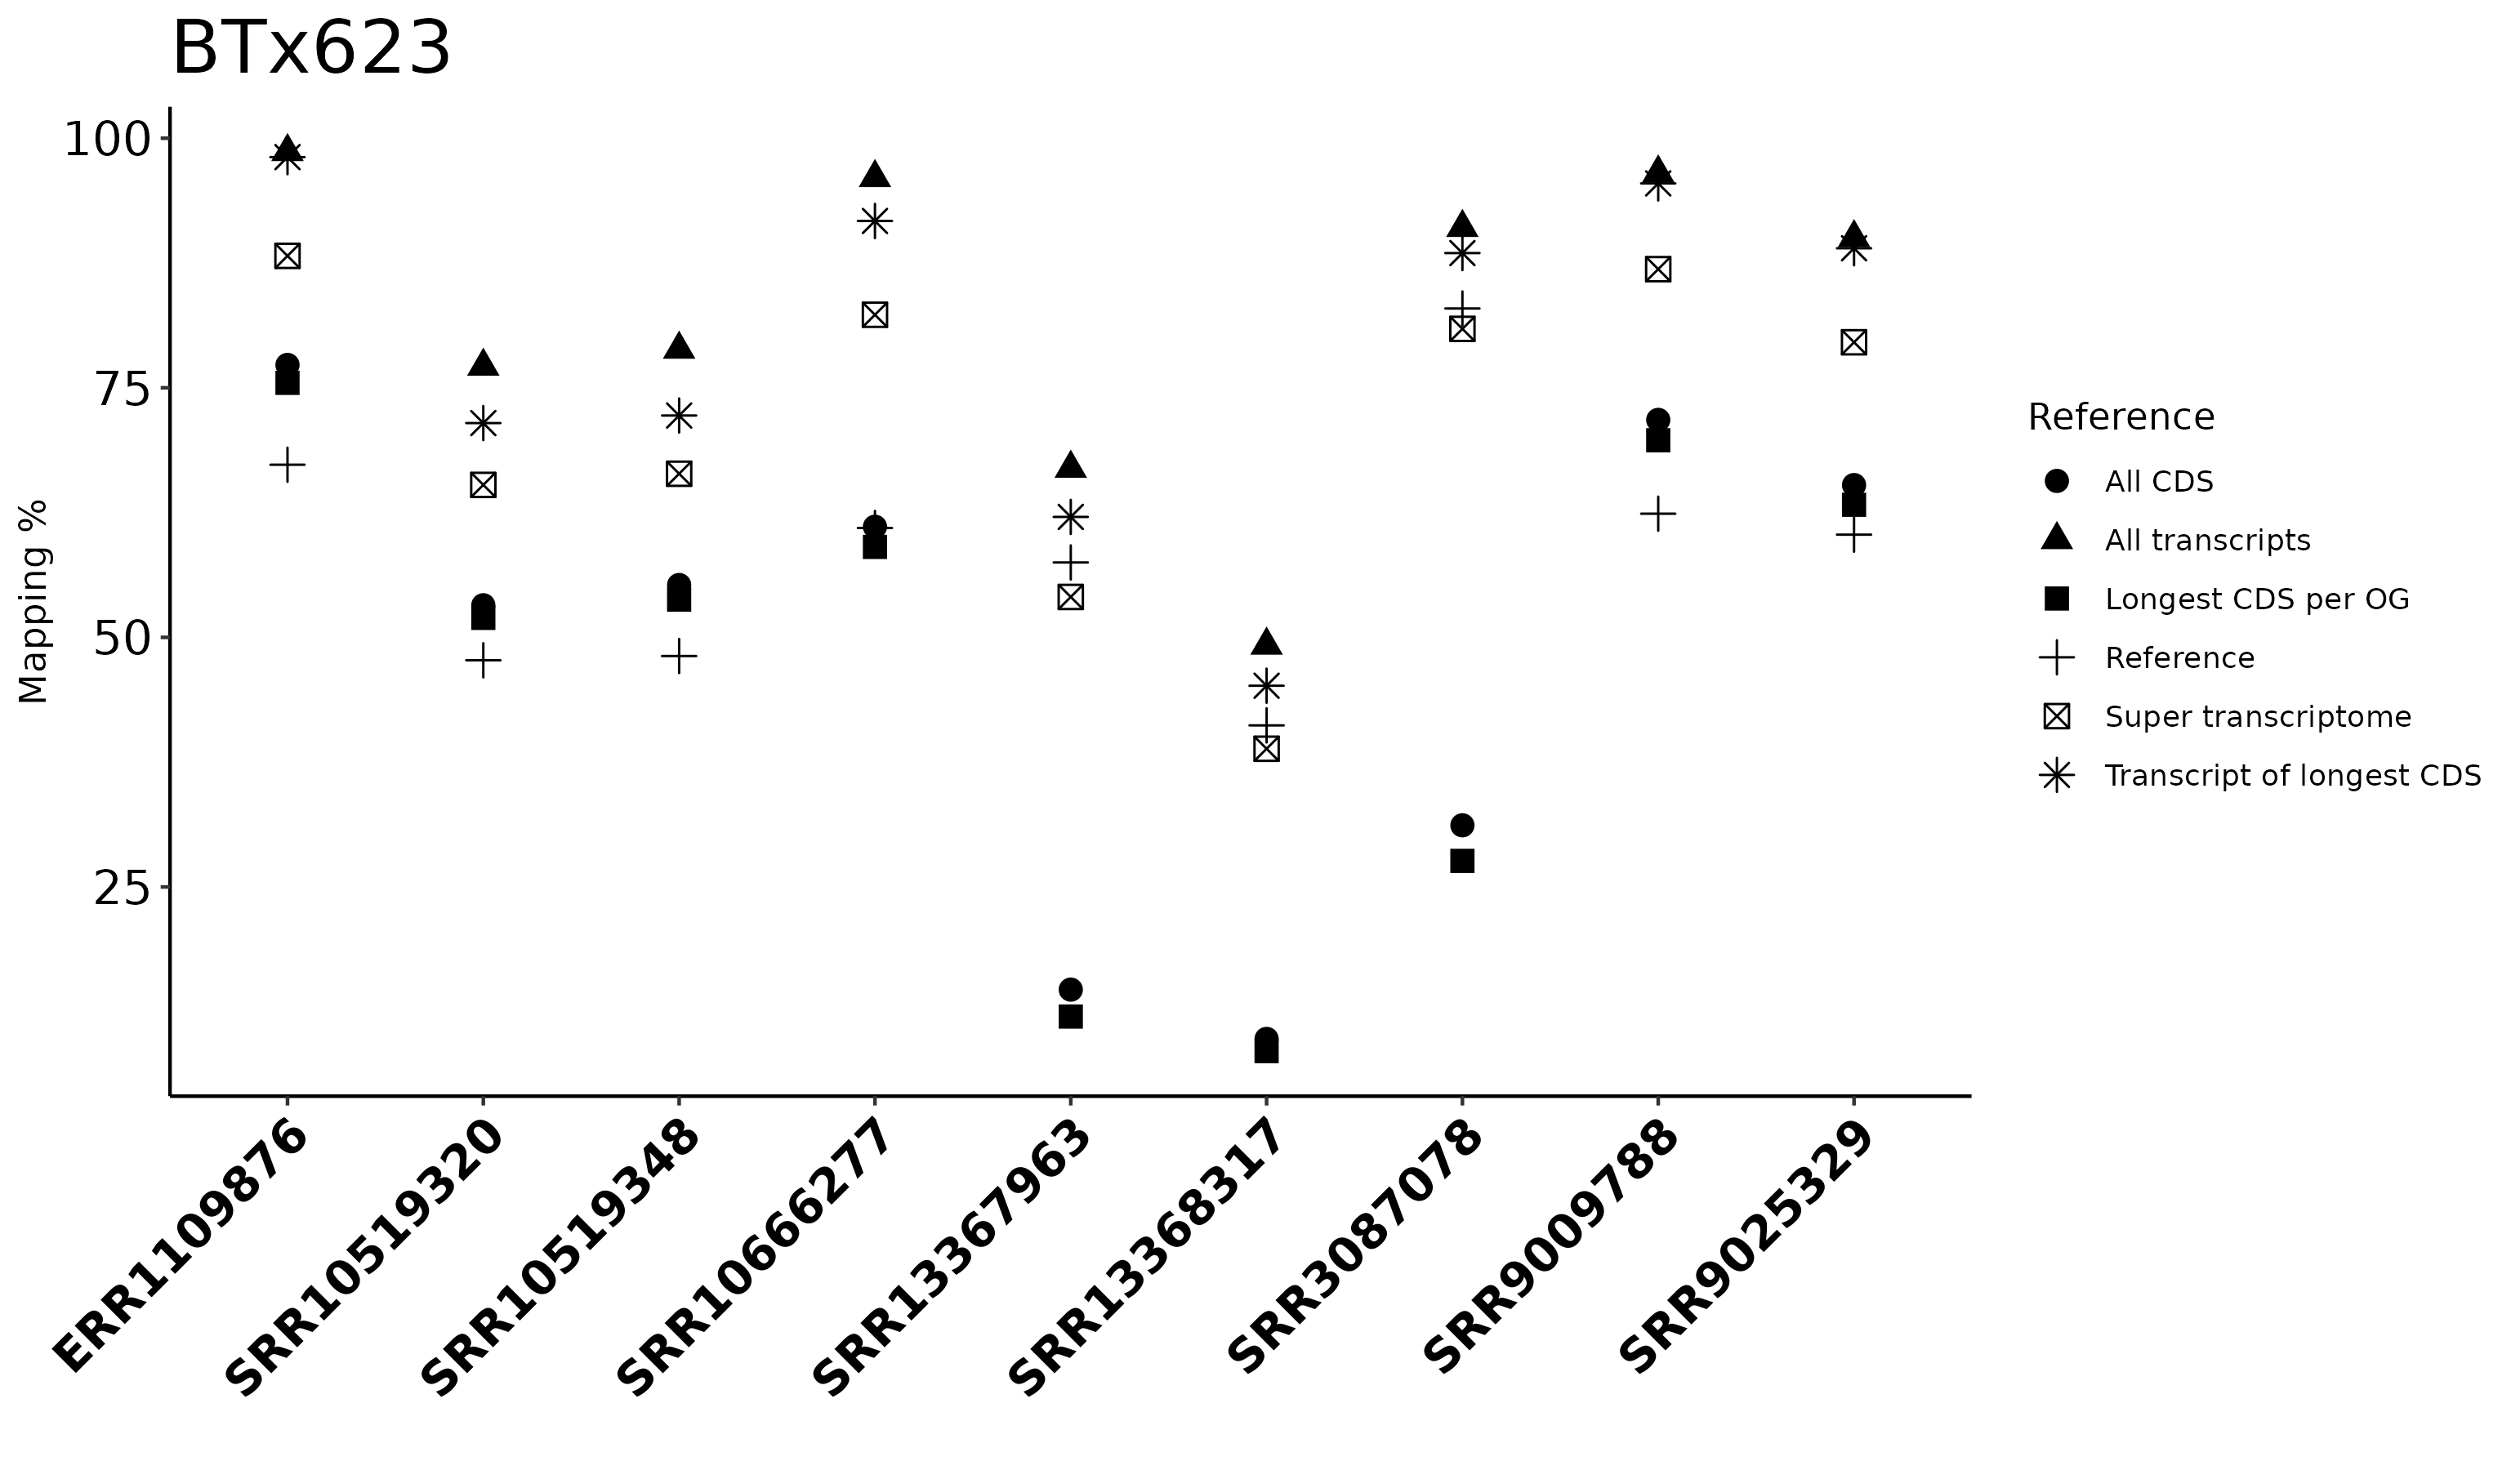 BTx623
Mapping %
100
75
50
25
ERR1109876
SRR10519320
SRR10519348
SRR10666277
SRR13367963
SRR13368317
SRR3087078
SRR9009788
SRR9025329
Reference
All CDS
All transcripts
Longest CDS per OG
Reference
Super transcriptome
Transcript of longest CDS